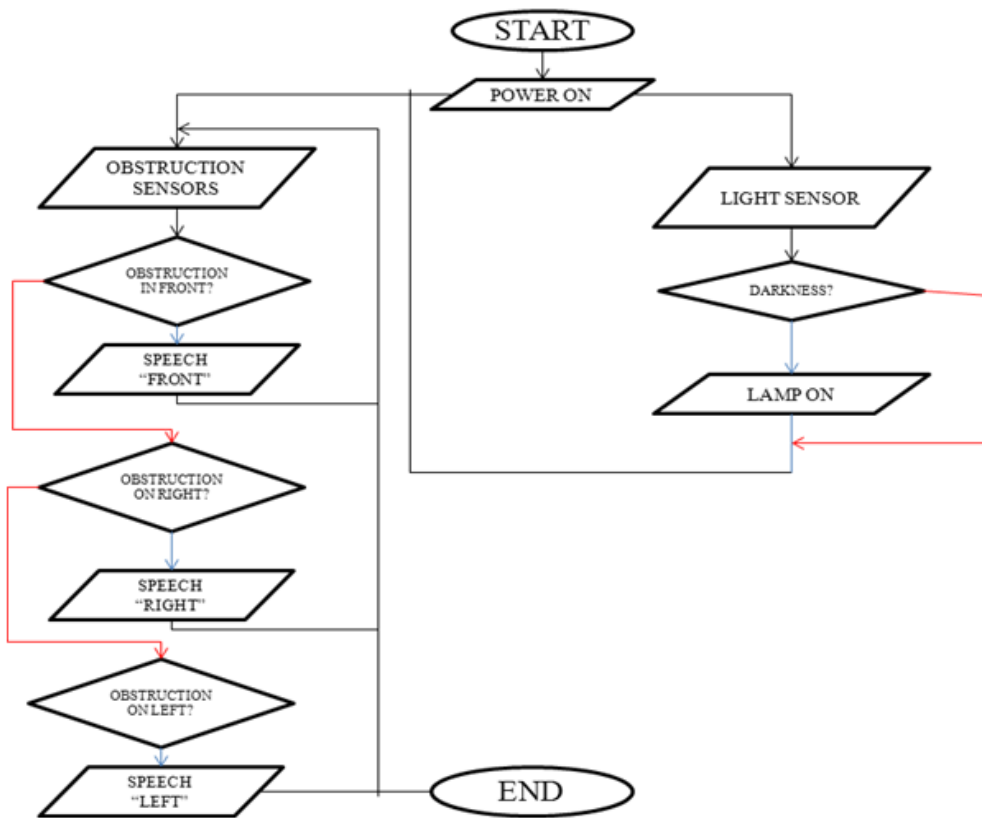 START
POWER ON
OBSTRUCTION
SENSORS
OBSTRUCTION
IN FRONT?
SPEECH
“FRONT”
OBSTRUCTION
ON RIGHT?
SPEECH
“RIGHT”
OBSTRUCTION
ON LEFT?
SPEECH
“LEFT”
LIGHT SENSOR
DARKNESS?
LAMP ON
END